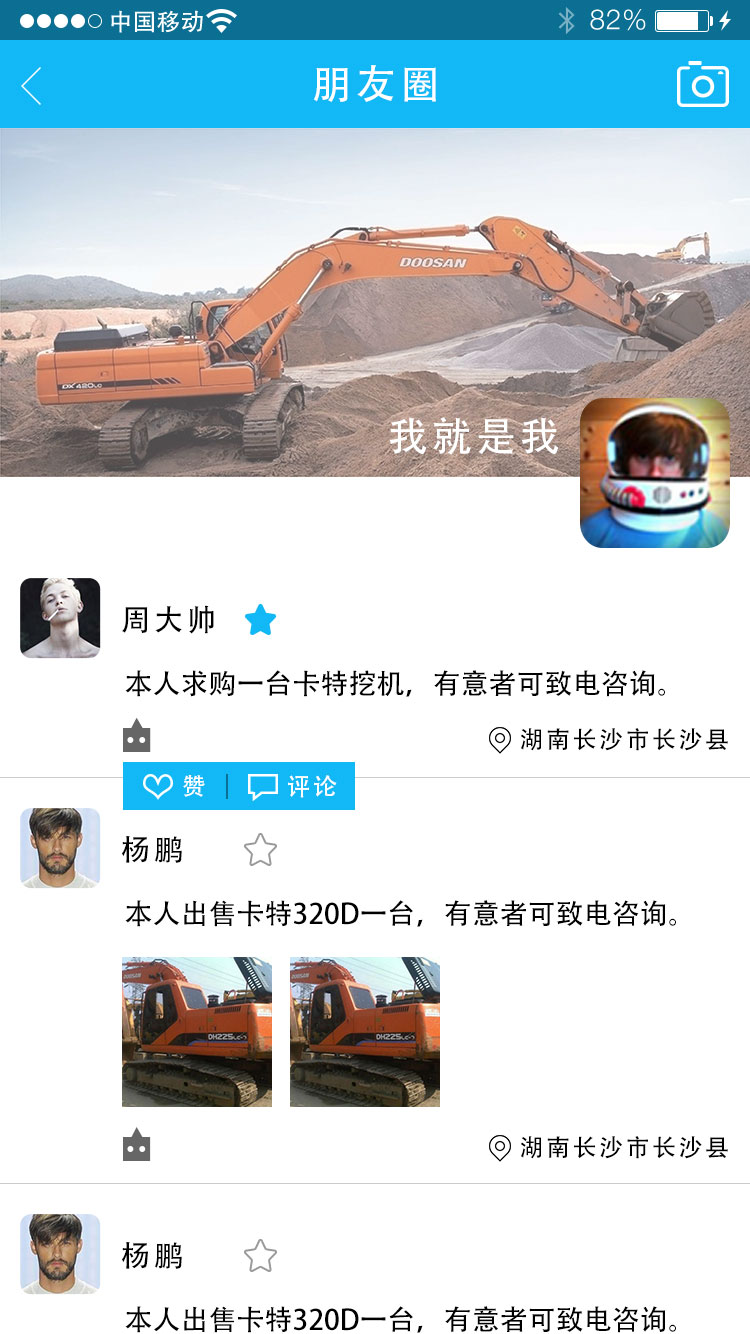 中国移动 82%
朋友圈
DOOSAN
DX 420LC
我就是我
周大帅
本人求购一台卡特挖机，有意者可致电咨询。
湖南长沙市长沙县
赞 评论
杨鹏
本人出售卡特320D一台，有意者可致电咨询。
DH225LC-7 DH225LC-7
湖南长沙市长沙县
杨鹏
本人出售卡特320D一台，有意者可致电咨询。